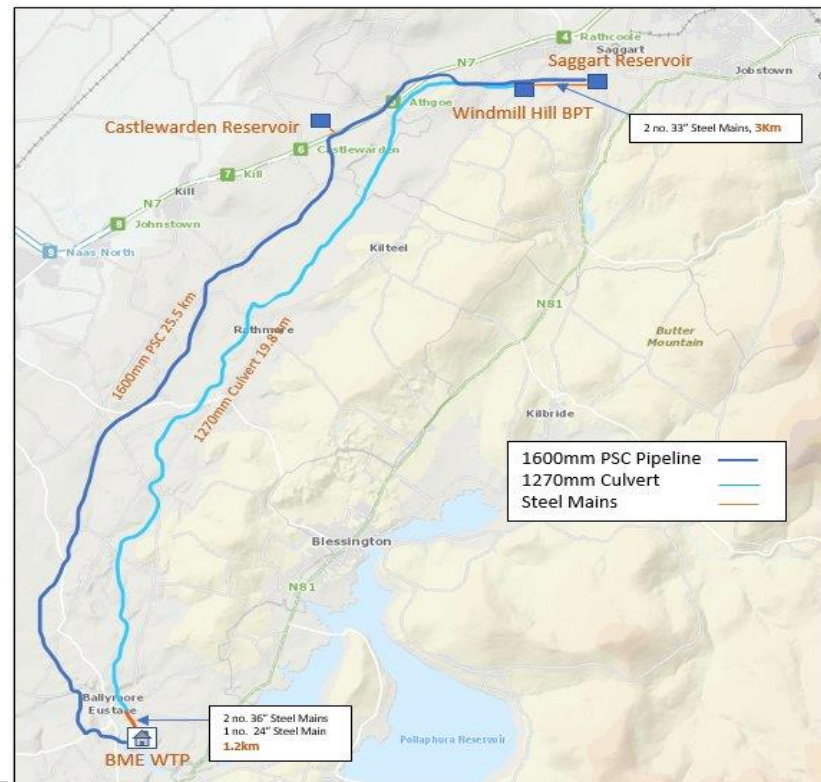 4
Rathcoole
Saggart
Saggart Reservoir
Jobstown
N7
5
Athgoe
Windmill Hill BPT
2 no. 33" Steel Mains, 3Km
Castlewarden Reservoir
6
Castlewarden
7
Kill
Kill
N7
8
Johnstown
9
Naas North
Kilteel
N81
Rathmore
Butter
Mountain
1600mm PSC 25.5 km
1270mm Culvert 19.8
Kilbride
1600mm PSC Pipeline
1270mm Culvert
Steel Mains
Blessington
N81
Ballymore
Eustace
2 no. 36" Steel Mains
1 no. 24" Steel Main
1.2km
BME WTP
Pollaphura Reservoir